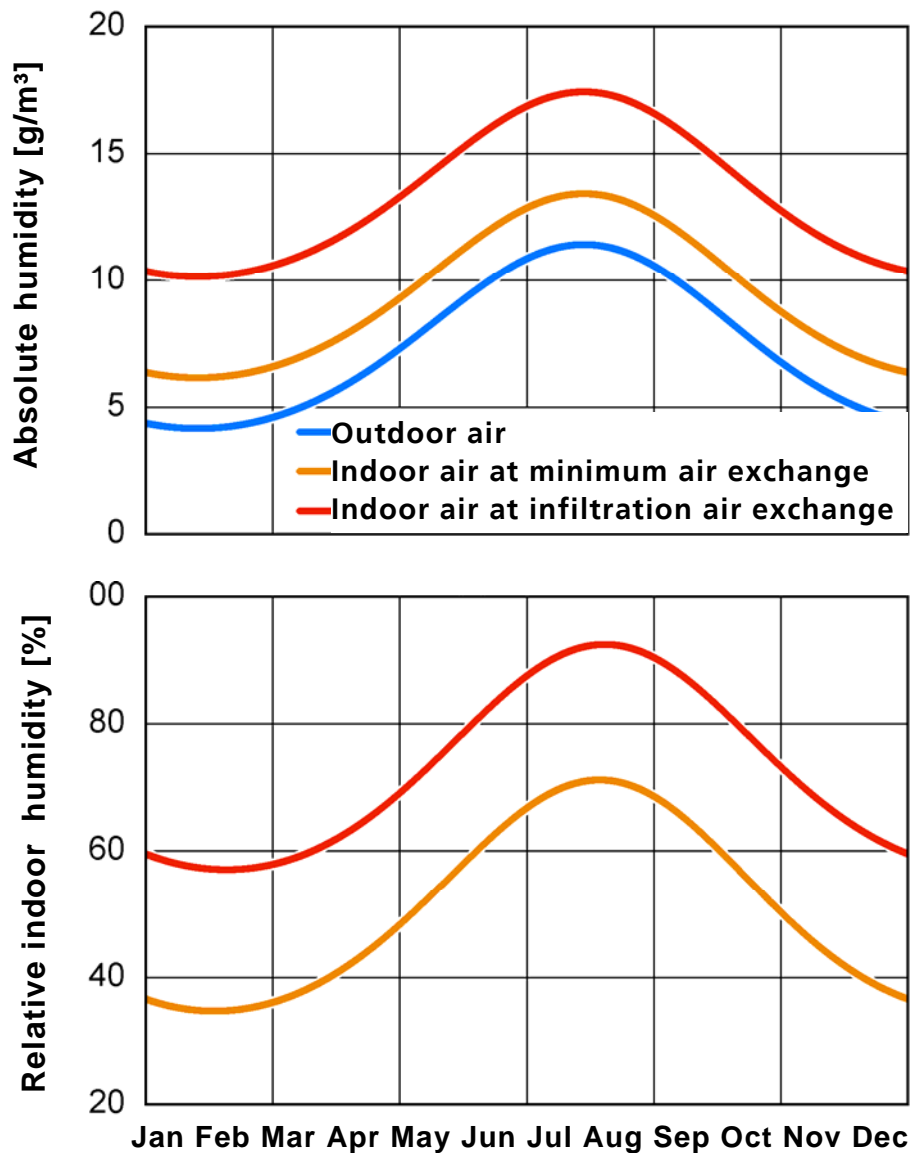 Absolute humidity [g/m³]
20
15
10
5
0
Outdoor air
Indoor air at minimum air exchange
Indoor air at infiltration air exchange
Relative indoor humidity [%]
00
80
60
40
20
Jan Feb Mar Apr May Jun Jul Aug Sep Oct Nov Dec